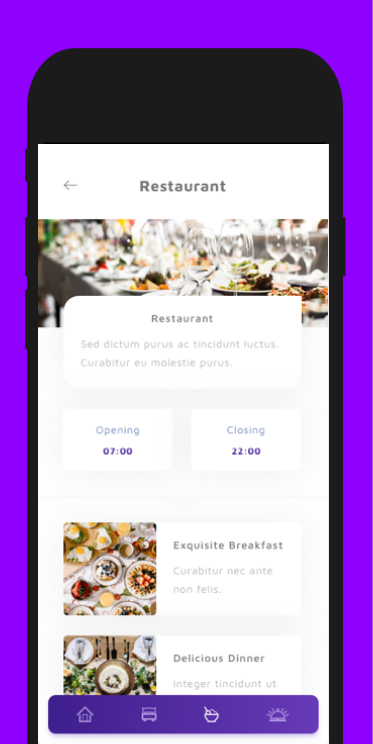 Restaurant
Restaurant
Sed dictum purus ac tincidunt luctus.
Curabitur eu molestie purus.
Opening
Closing
07:00
22:00
Exquisite Breakfast
Curabitur nec ante
non felis.
Delicious Dinner
Integer tincidunt ut